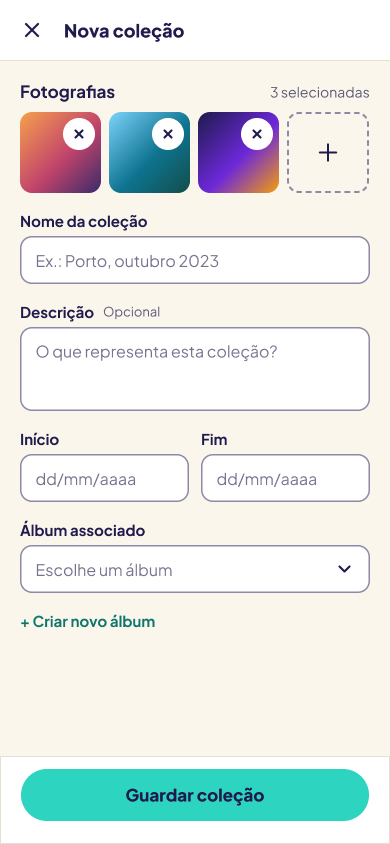 Nova coleção
Fotografias 3 selecionadas
Nome da coleção
Ex.: Porto, outubro 2023
Descrição Opcional
O que representa esta coleção?
Início Fim
dd/mm/aaaa dd/mm/aaaa
Álbum associado
Escolhe um álbum
+ Criar novo álbum
Guardar coleção